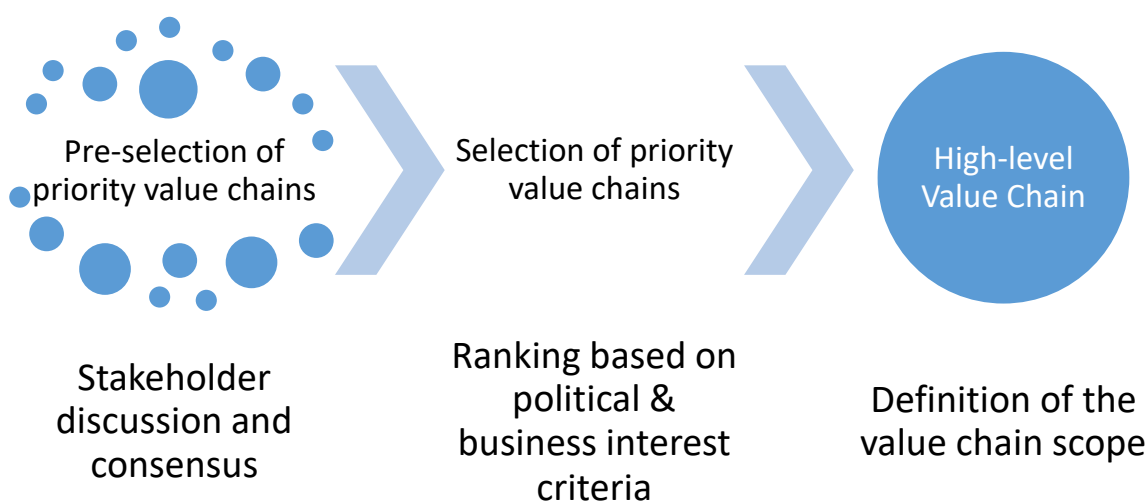 Pre-selection of
priority value chains
Selection of priority
value chains
High-level
Value Chain
Stakeholder
discussion and
consensus
Ranking based on
political &
business interest
criteria
Definition of the
value chain scope